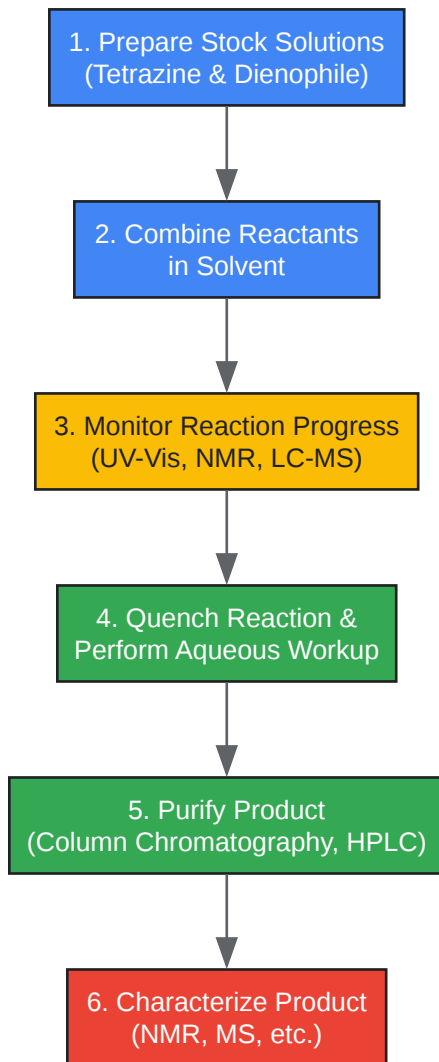 1. Prepare Stock Solutions
(Tetrazine & Dienophile)
2. Combine Reactants
in Solvent
3. Monitor Reaction Progress
(UV-Vis, NMR, LC-MS)
4. Quench Reaction &
Perform Aqueous Workup
5. Purify Product
(Column Chromatography, HPLC)
6. Characterize Product
(NMR, MS, etc.)